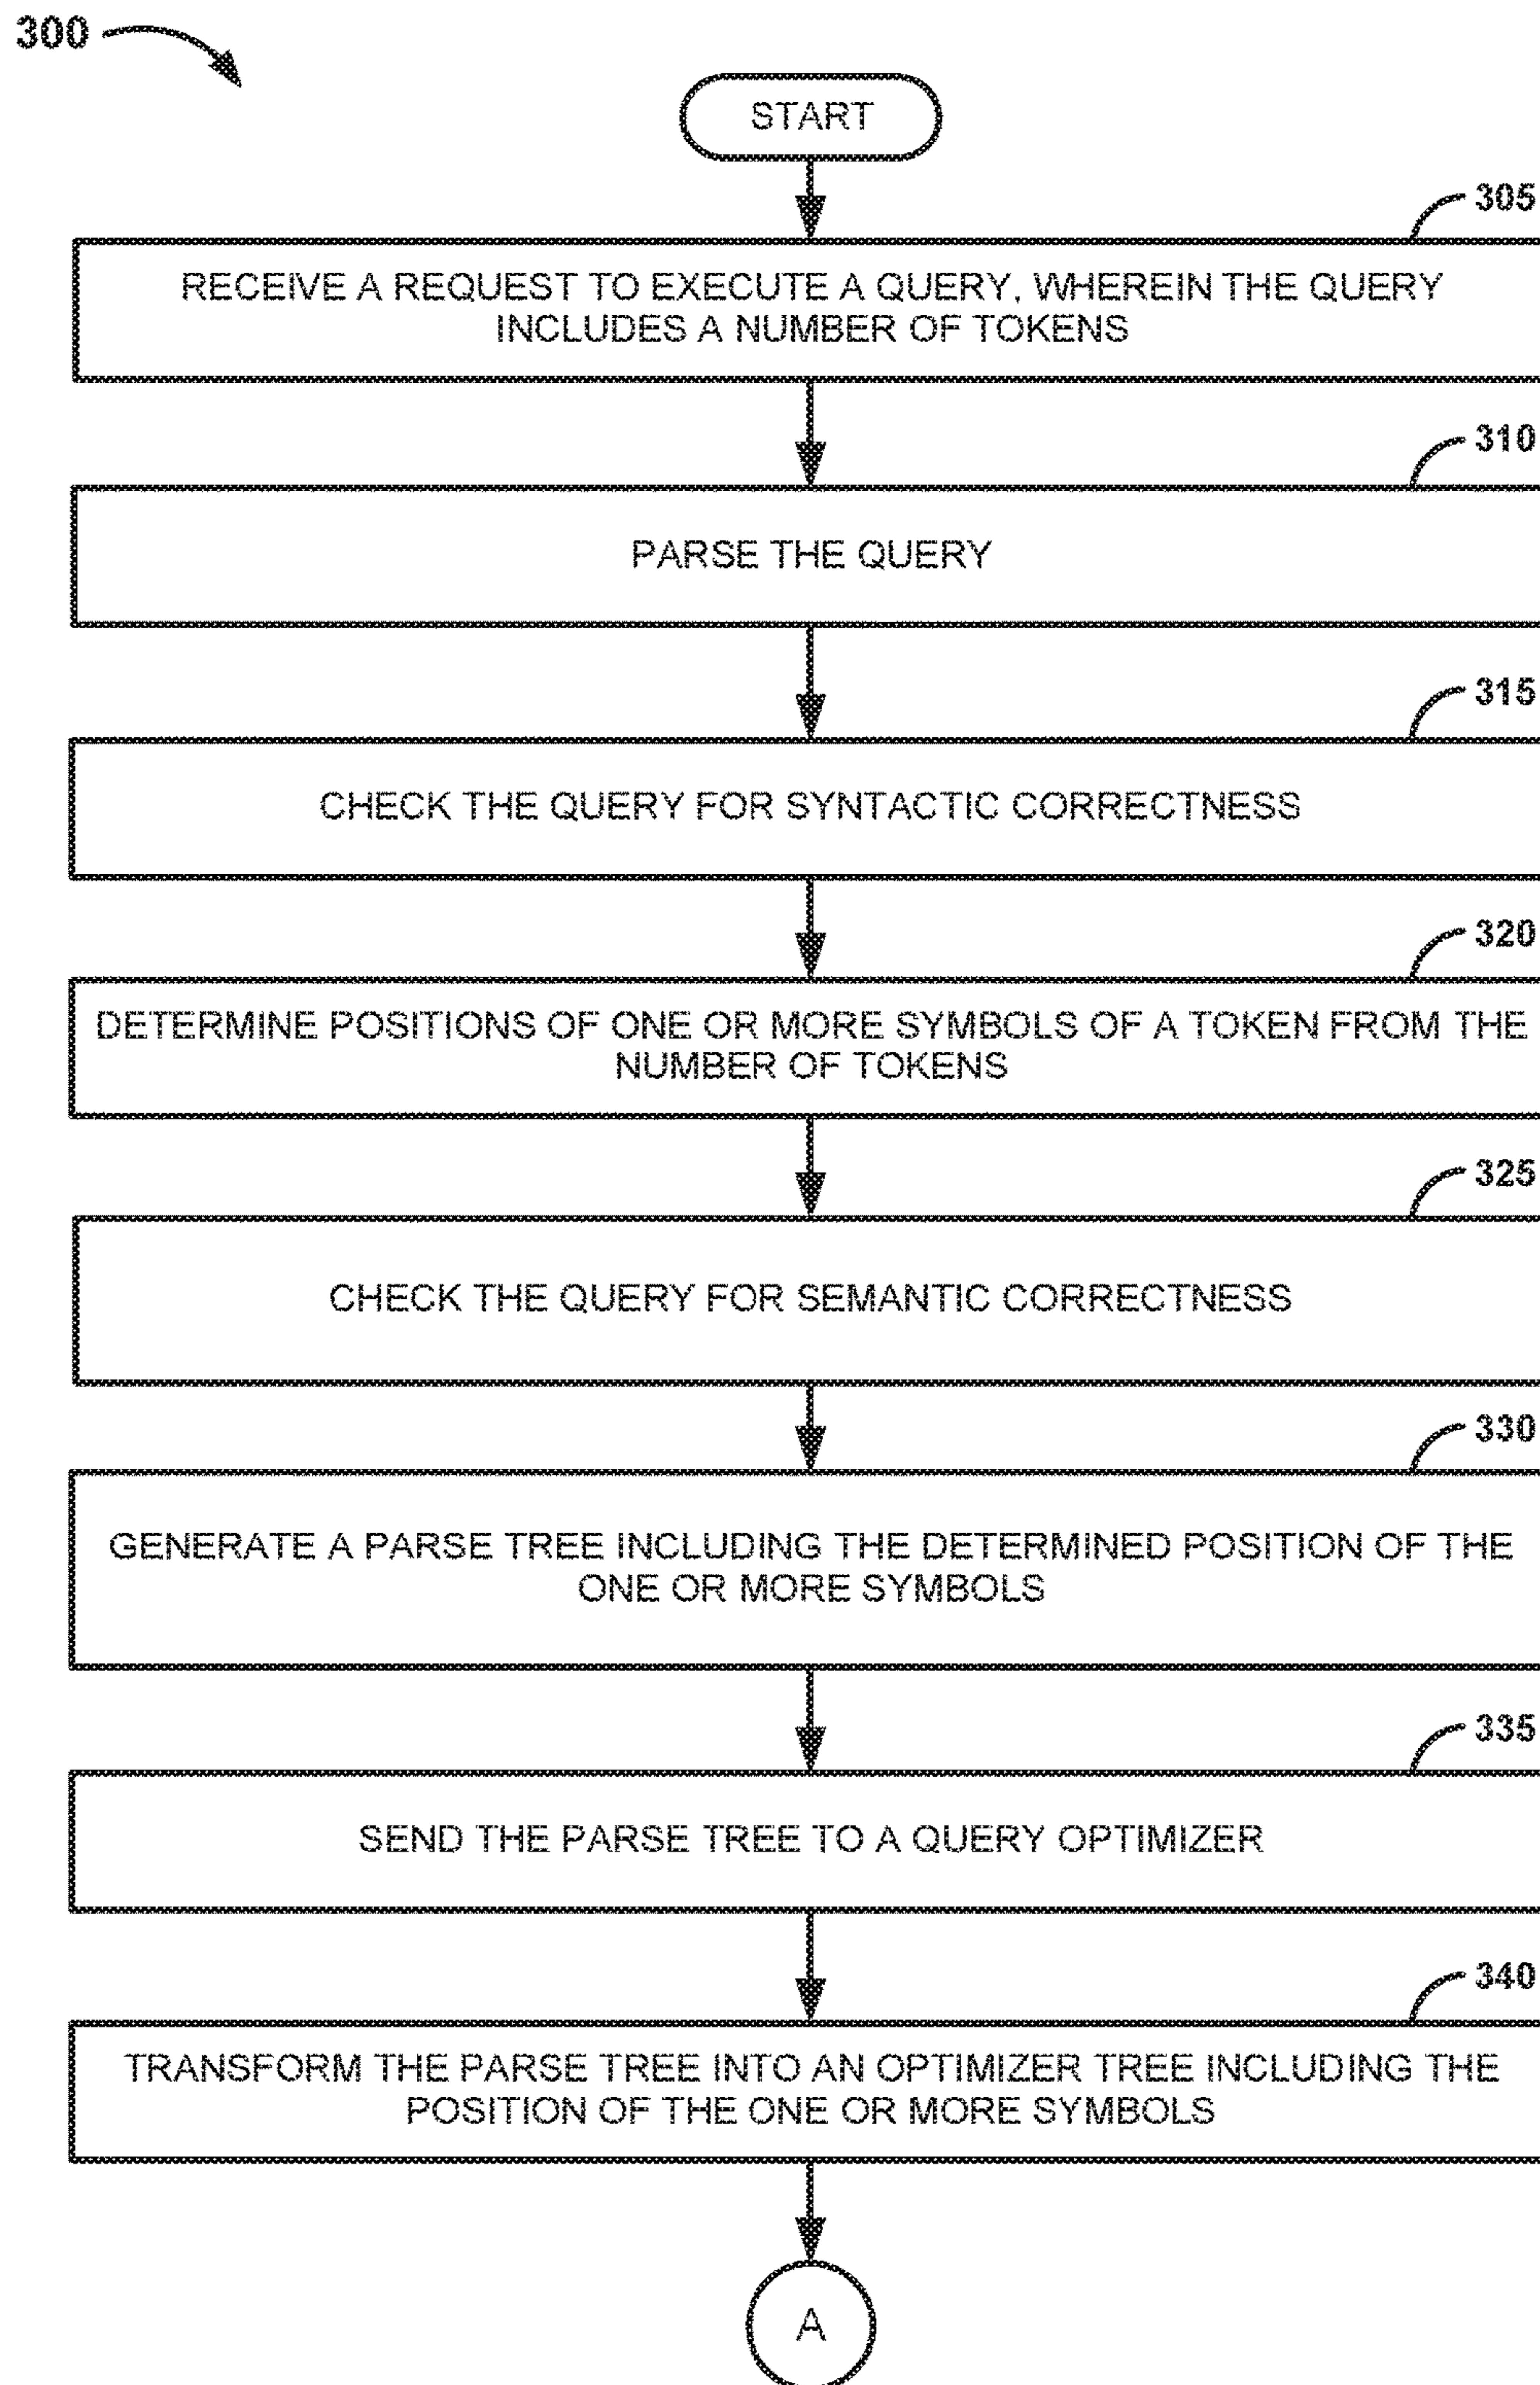 300
START
305
RECEIVE A REQUEST TO EXECUTE A QUERY, WHEREIN THE QUERY
INCLUDES A NUMBER OF TOKENS
310
PARSE THE QUERY
315
CHECK THE QUERY FOR SYNTACTIC CORRECTNESS
320
DETERMINE POSITIONS OF ONE OR MORE SYMBOLS OF A TOKEN FROM THE
NUMBER OF TOKENS
325
CHECK THE QUERY FOR SEMANTIC CORRECTNESS
330
GENERATE A PARSE TREE INCLUDING THE DETERMINED POSITION OF THE
ONE OR MORE SYMBOLS
335
SEND THE PARSE TREE TO A QUERY OPTIMIZER
340
TRANSFORM THE PARSE TREE INTO AN OPTIMIZER TREE INCLUDING THE
POSITION OF THE ONE OR MORE SYMBOLS
A